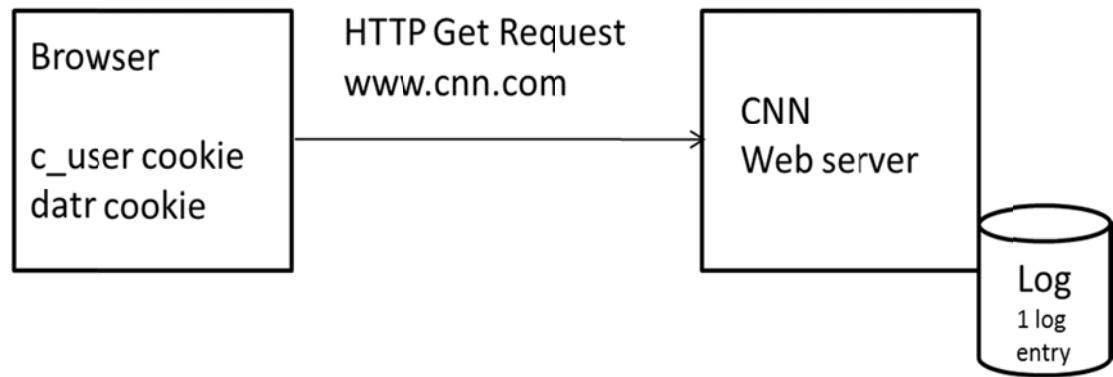 Browser
c_user cookie
datr cookie
HTTP Get Request
www.cnn.com
CNN
Web server
Log
1 log
entry